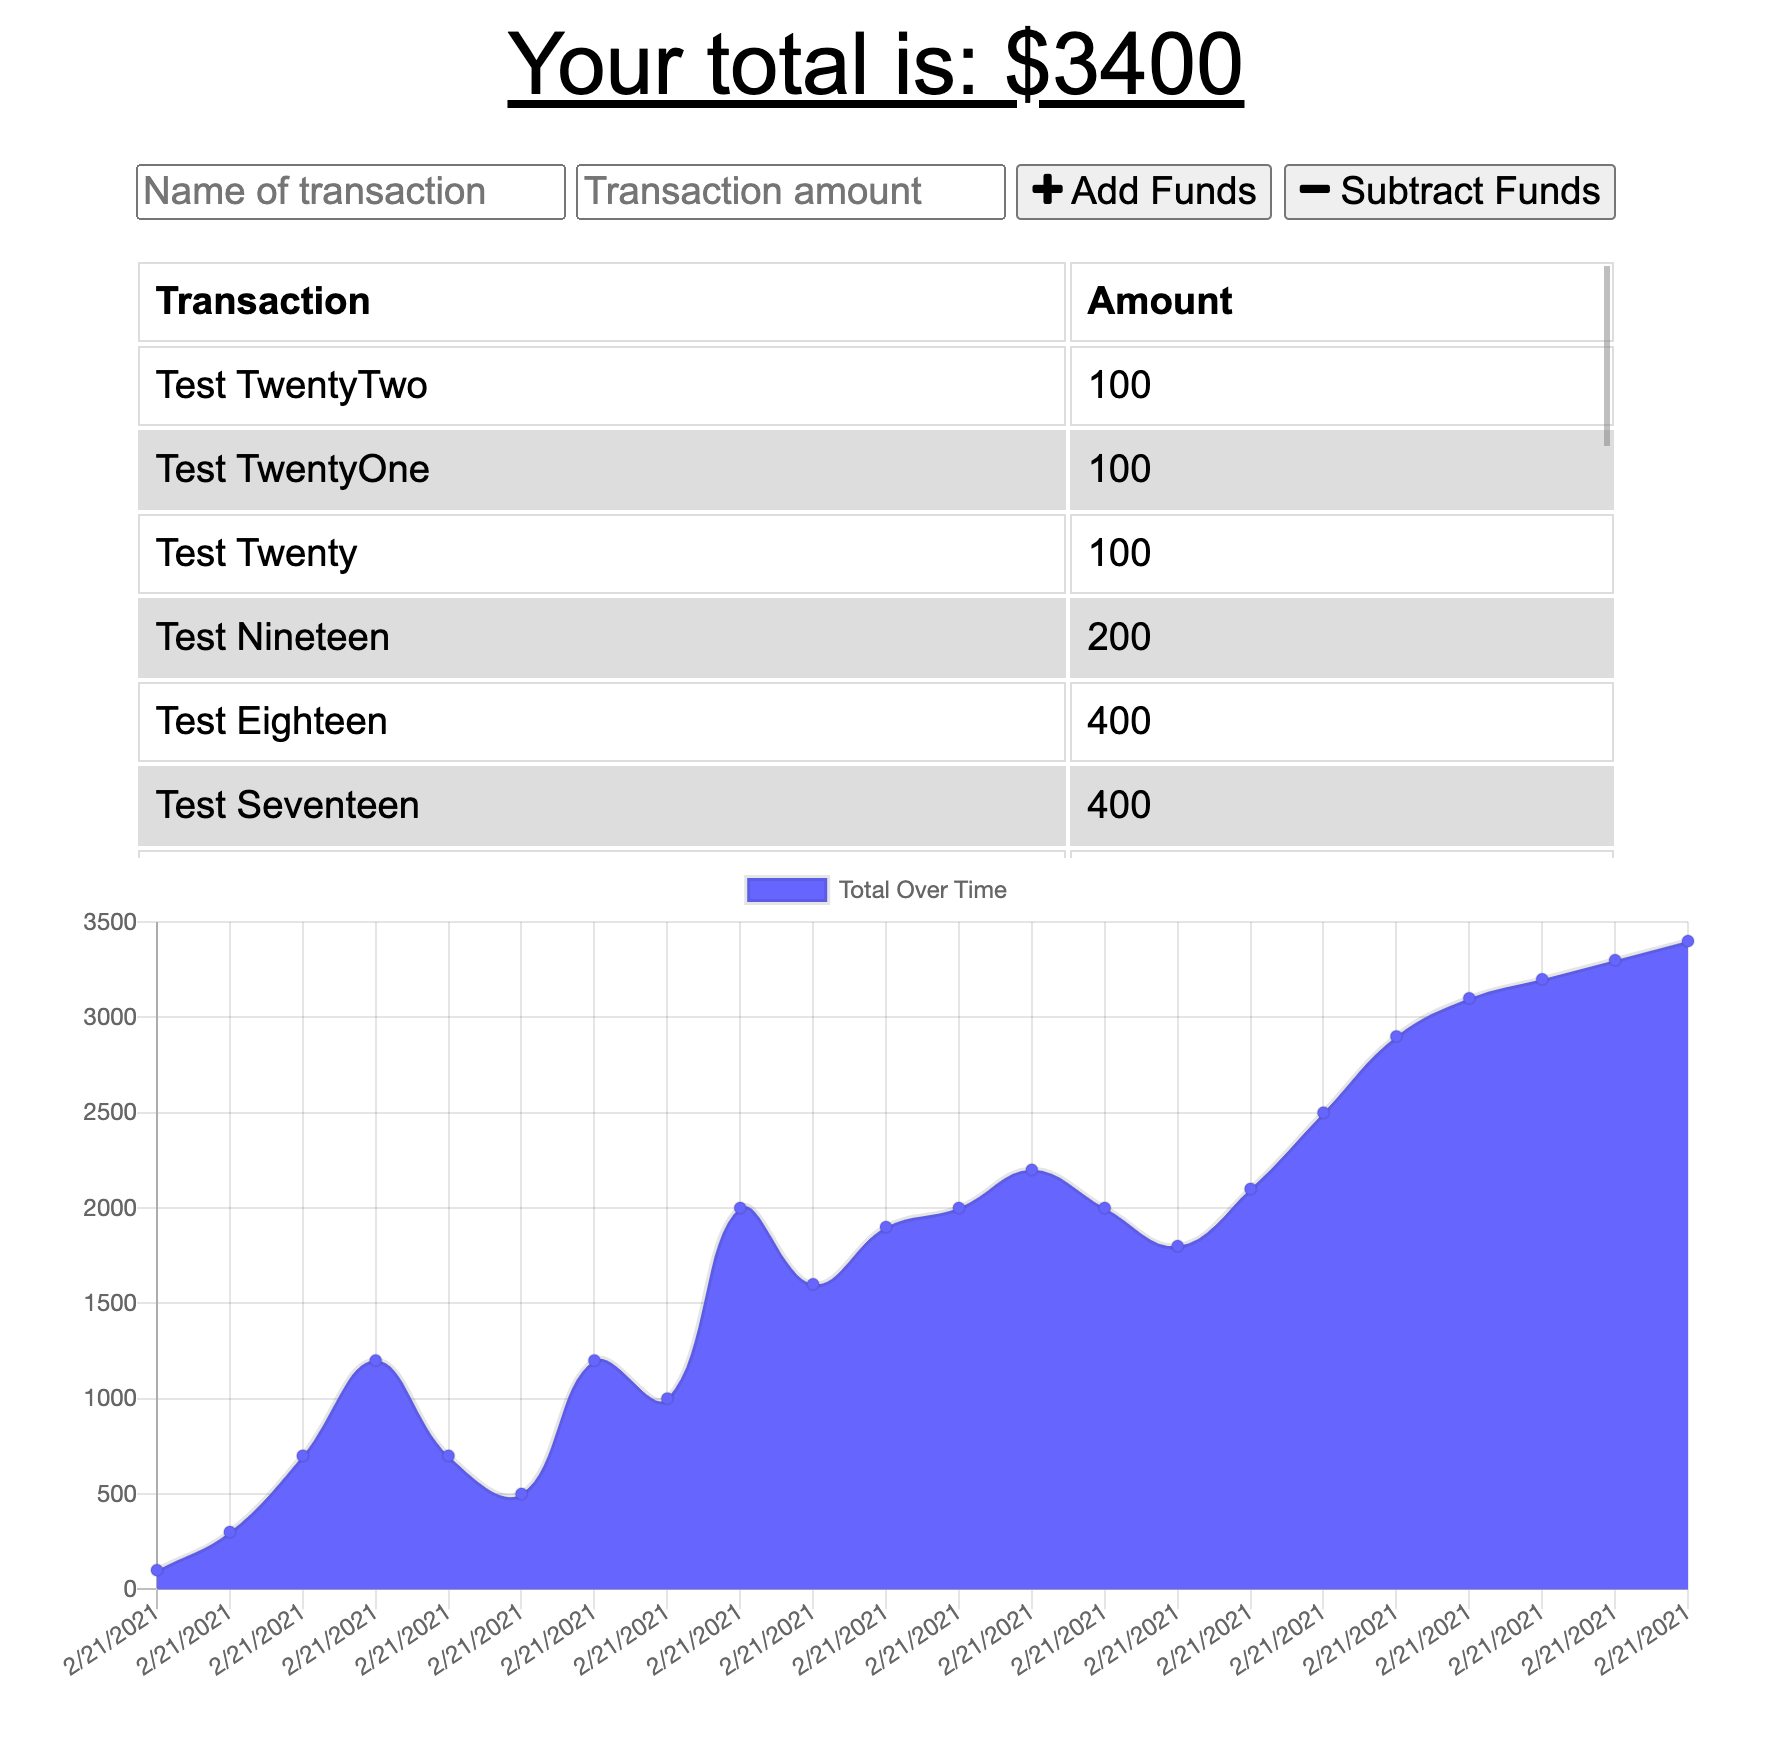 Your total is: $3400
Name of transaction Transaction amount + Add Funds − Subtract Funds
Transaction Amount
Test TwentyTwo 100
Test TwentyOne 100
Test Twenty 100
Test Nineteen 200
Test Eighteen 400
Test Seventeen 400
Total Over Time
3500
3000
2500
2000
1500
1000
500
0
2/21/2021 2/21/2021 2/21/2021 2/21/2021 2/21/2021 2/21/2021 2/21/2021 2/21/2021 2/21/2021 2/21/2021 2/21/2021 2/21/2021 2/21/2021 2/21/2021 2/21/2021 2/21/2021 2/21/2021 2/21/2021 2/21/2021 2/21/2021 2/21/2021 2/21/2021